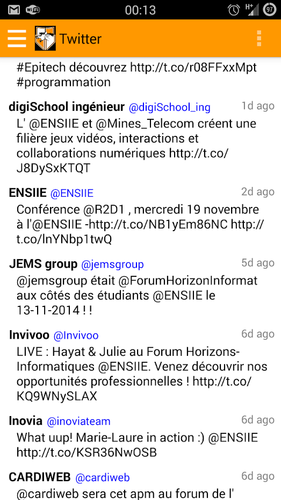 00:13
97
Twitter
#Epitech découvrez http://t.co/r08FFxxMpt
#programmation
digiSchool ingénieur @digiSchool_ing 1d ago
L' @ENSIIE et @Mines_Telecom créent une
filière jeux vidéos, interactions et
collaborations numériques http://t.co/
J8DySxKTQT
ENSIIE @ENSIIE 2d ago
Conférence @R2D1 , mercredi 19 novembre
à l'@ENSIIE -http://t.co/NB1yEm86NC http://
t.co/lnYNbp1twQ
JEMS group @jemsgroup 5d ago
@jemsgroup était @ForumHorizonInformat
aux côtés des étudiants @ENSIIE le
13-11-2014 ! !
Invivoo @Invivoo 6d ago
LIVE : Hayat & Julie au Forum Horizons-
Informatiques @ENSIIE. Venez découvrir nos
opportunités professionnelles ! http://t.co/
KQ9WNySLAX
Inovia @inoviateam 6d ago
What uup! Marie-Laure in action :) @ENSIIE
http://t.co/KSR36NwOSB
CARDIWEB @cardiweb 6d ago
@cardiweb sera cet apm au forum de l'